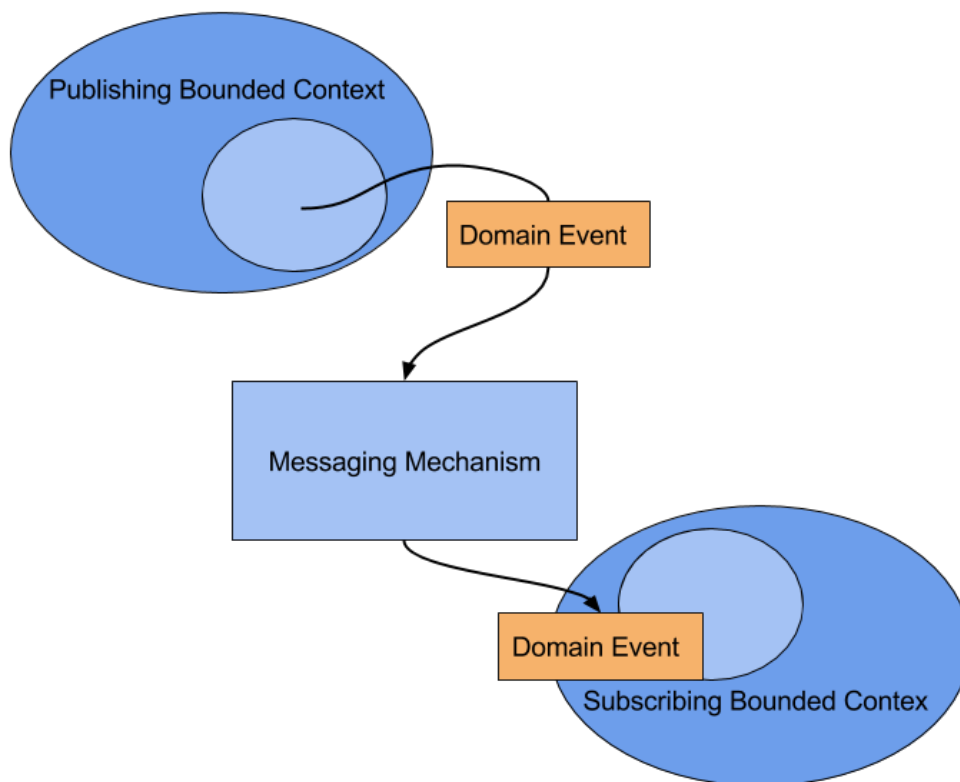 Publishing Bounded Context
Domain Event
Messaging Mechanism
Domain Event
Subscribing Bounded Contex